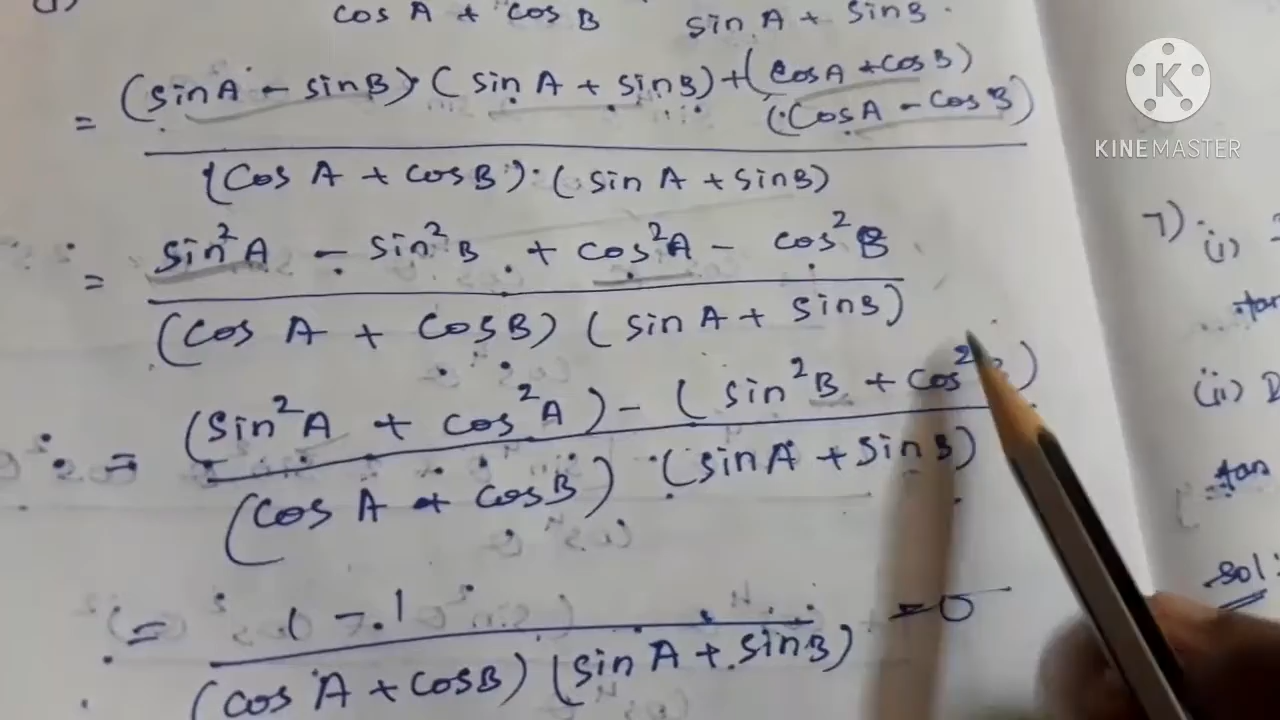 cos A + cos B sin A + sin B
= (sin A - sin B) · (sin A + sin B) + (cos A + cos B)
(cos A - cos B)
(cos A + cos B) · (sin A + sin B)
= sin²A - sin²B + cos²A - cos²B
(cos A + cos B) (sin A + sin B)
= (sin²A + cos²A) - (sin²B + cos² )
(cos A + cos B) · (sin A + sin B)
= 1 - 1 = 0
(cos A + cos B) (sin A + sin B)
7).
(i)
tan
(ii) D
tan
Sol:
K
KINEMASTER